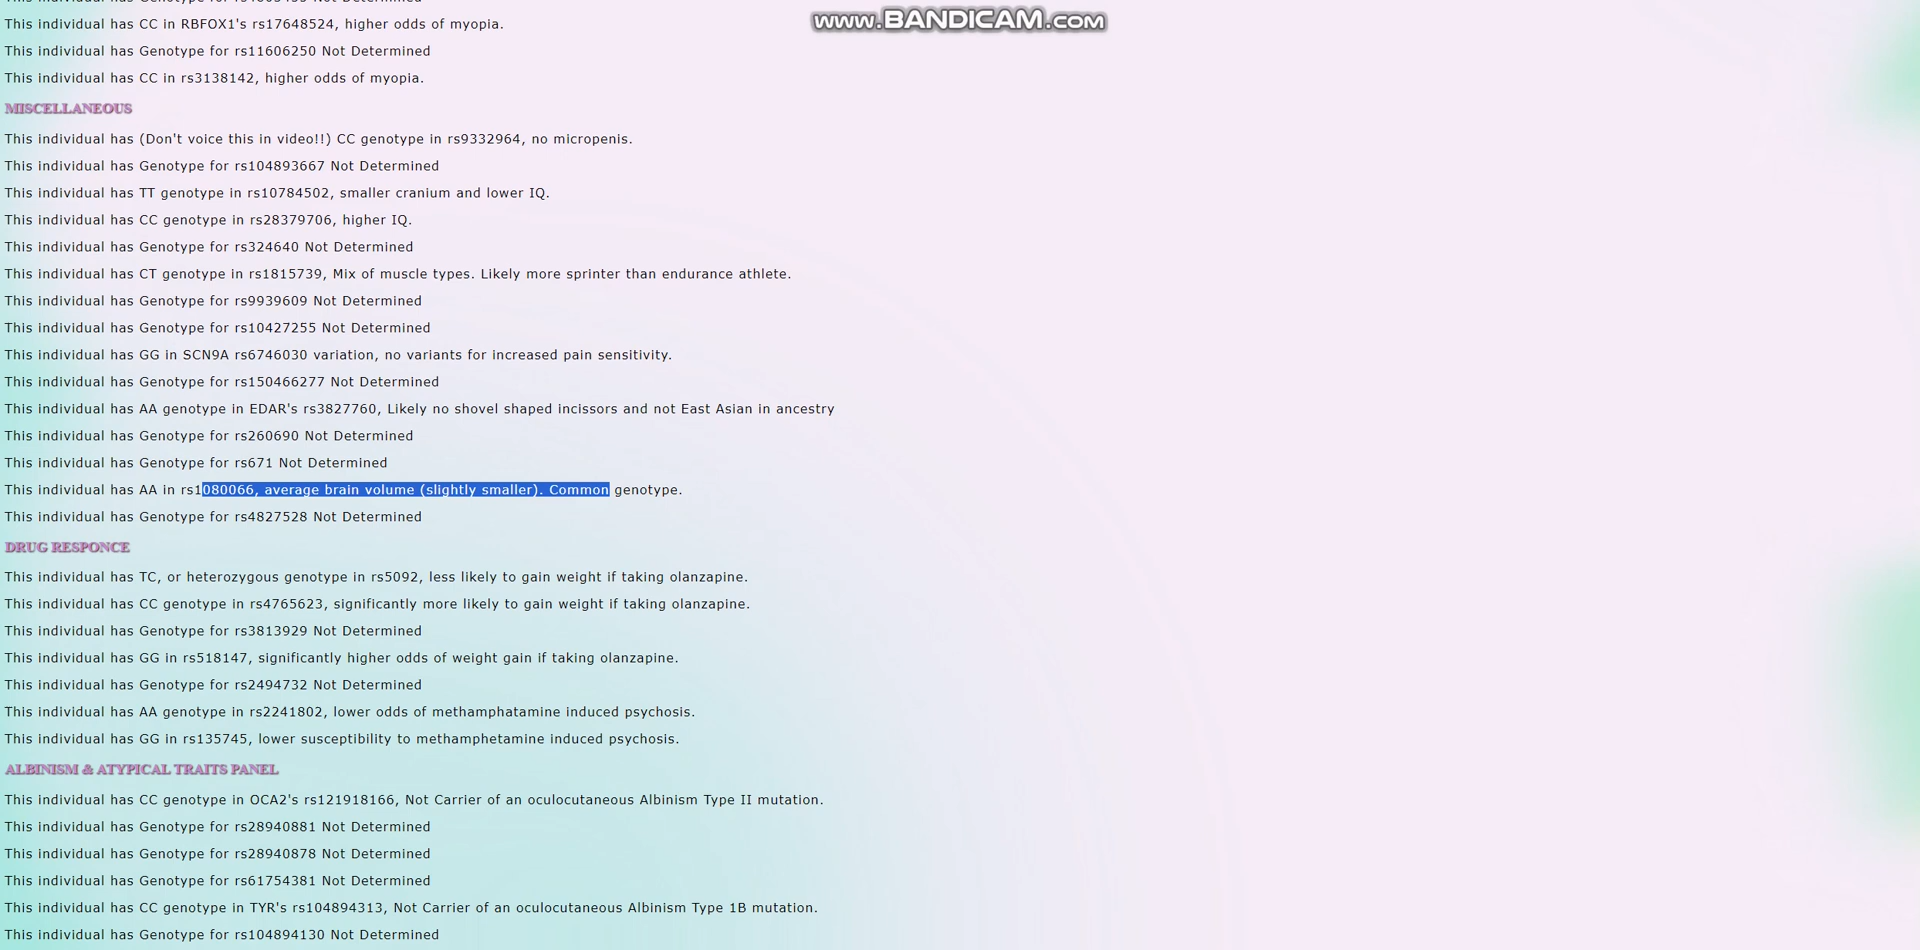 www.BANDICAM.com
This individual has CC in RBFOX1's rs17648524, higher odds of myopia.
This individual has Genotype for rs11606250 Not Determined
This individual has CC in rs3138142, higher odds of myopia.
MISCELLANEOUS
This individual has (Don't voice this in video!!) CC genotype in rs9332964, no micropenis.
This individual has Genotype for rs104893667 Not Determined
This individual has TT genotype in rs10784502, smaller cranium and lower IQ.
This individual has CC genotype in rs28379706, higher IQ.
This individual has Genotype for rs324640 Not Determined
This individual has CT genotype in rs1815739, Mix of muscle types. Likely more sprinter than endurance athlete.
This individual has Genotype for rs9939609 Not Determined
This individual has Genotype for rs10427255 Not Determined
This individual has GG in SCN9A rs6746030 variation, no variants for increased pain sensitivity.
This individual has Genotype for rs150466277 Not Determined
This individual has AA genotype in EDAR's rs3827760, Likely no shovel shaped incissors and not East Asian in ancestry
This individual has Genotype for rs260690 Not Determined
This individual has Genotype for rs671 Not Determined
This individual has AA in rs1080066, average brain volume (slightly smaller). Common genotype.
This individual has Genotype for rs4827528 Not Determined
DRUG RESPONCE
This individual has TC, or heterozygous genotype in rs5092, less likely to gain weight if taking olanzapine.
This individual has CC genotype in rs4765623, significantly more likely to gain weight if taking olanzapine.
This individual has Genotype for rs3813929 Not Determined
This individual has GG in rs518147, significantly higher odds of weight gain if taking olanzapine.
This individual has Genotype for rs2494732 Not Determined
This individual has AA genotype in rs2241802, lower odds of methamphatamine induced psychosis.
This individual has GG in rs135745, lower susceptibility to methamphetamine induced psychosis.
ALBINISM & ATYPICAL TRAITS PANEL
This individual has CC genotype in OCA2's rs121918166, Not Carrier of an oculocutaneous Albinism Type II mutation.
This individual has Genotype for rs28940881 Not Determined
This individual has Genotype for rs28940878 Not Determined
This individual has Genotype for rs61754381 Not Determined
This individual has CC genotype in TYR's rs104894313, Not Carrier of an oculocutaneous Albinism Type 1B mutation.
This individual has Genotype for rs104894130 Not Determined